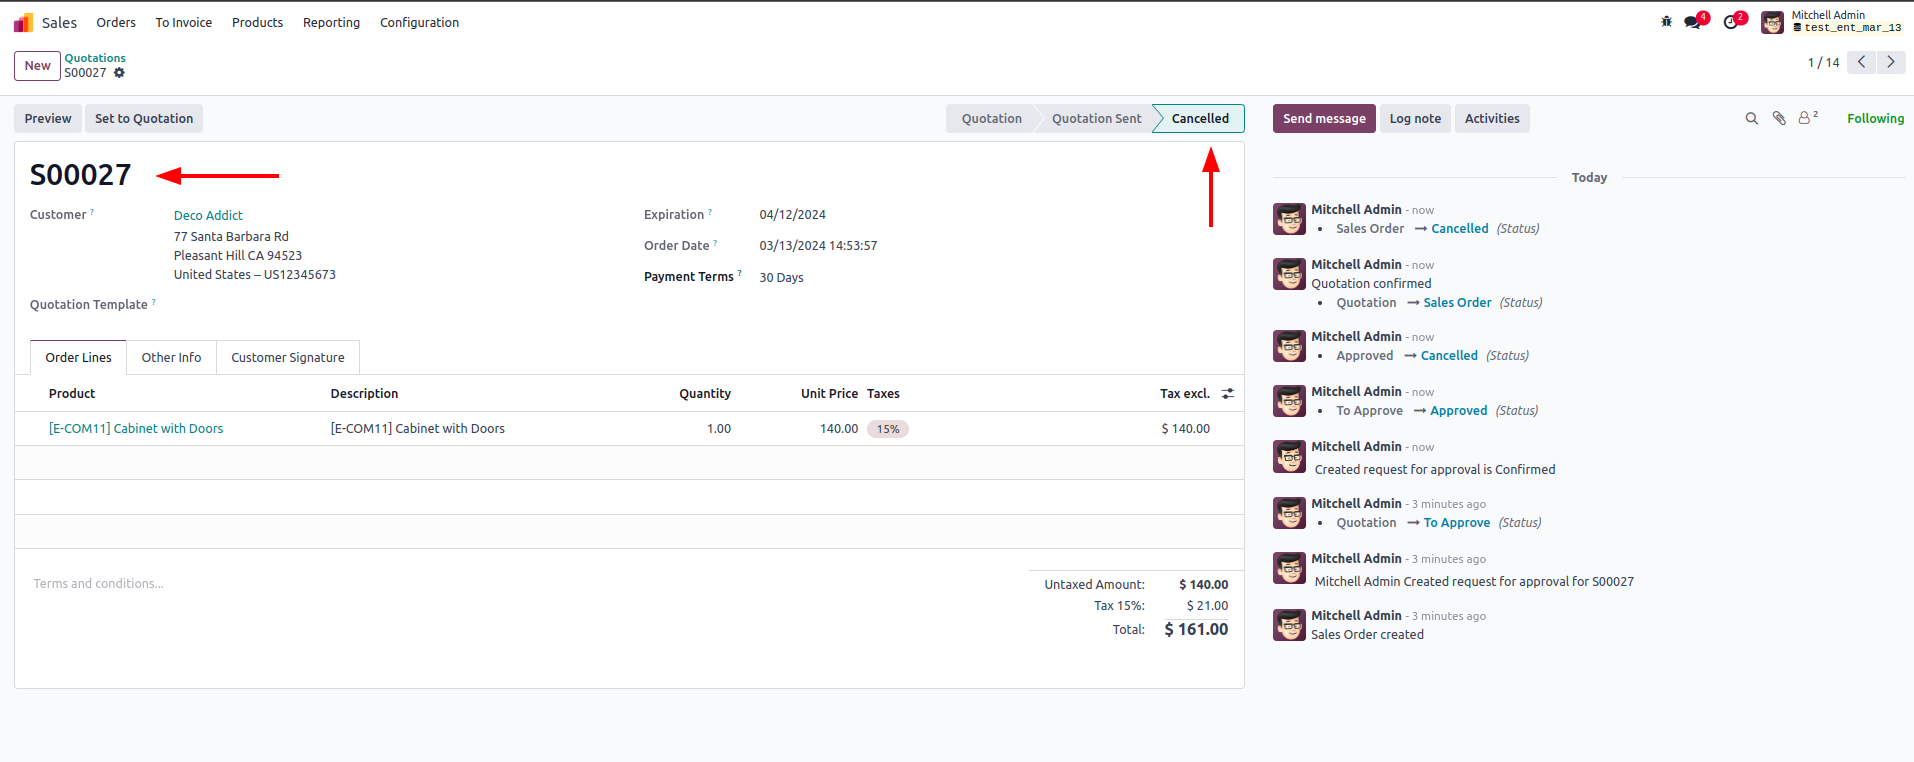 Sales Orders To Invoice Products Reporting Configuration 4 2 Mitchell Admin
test_ent_mar_13
New Quotations
S00027
1 / 14
Preview Set to Quotation Quotation Quotation Sent Cancelled Send message Log note Activities 2 Following
S00027
Customer ? Deco Addict
77 Santa Barbara Rd
Pleasant Hill CA 94523
United States – US12345673
Quotation Template ?
Expiration ? 04/12/2024
Order Date ? 03/13/2024 14:53:57
Payment Terms ? 30 Days
Order Lines Other Info Customer Signature
Product Description Quantity Unit Price Taxes Tax excl.
[E-COM11] Cabinet with Doors [E-COM11] Cabinet with Doors 1.00 140.00 15% $ 140.00
Terms and conditions...
Untaxed Amount: $ 140.00
Tax 15%: $ 21.00
Total: $ 161.00
Today
Mitchell Admin - now
• Sales Order → Cancelled (Status)
Mitchell Admin - now
Quotation confirmed
• Quotation → Sales Order (Status)
Mitchell Admin - now
• Approved → Cancelled (Status)
Mitchell Admin - now
• To Approve → Approved (Status)
Mitchell Admin - now
Created request for approval is Confirmed
Mitchell Admin - 3 minutes ago
• Quotation → To Approve (Status)
Mitchell Admin - 3 minutes ago
Mitchell Admin Created request for approval for S00027
Mitchell Admin - 3 minutes ago
Sales Order created